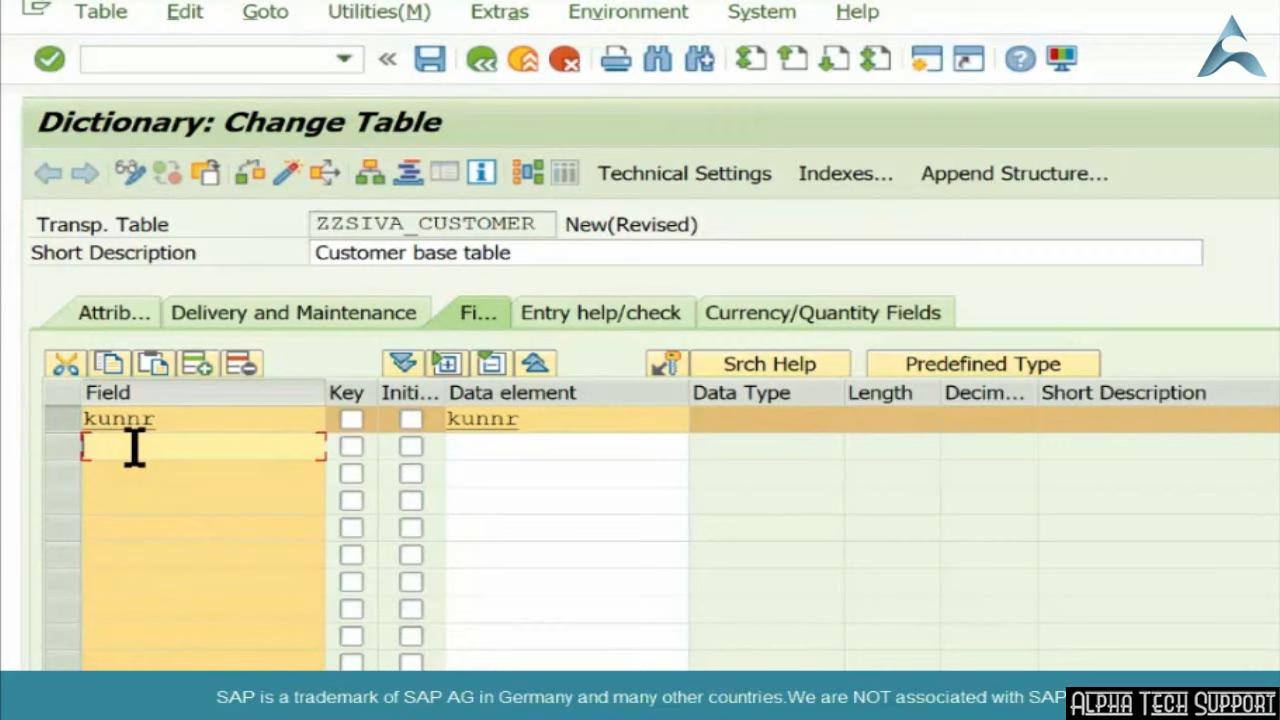 Table Edit Goto Utilities(M) Extras Environment System Help
Dictionary: Change Table
Technical Settings Indexes... Append Structure...
Transp. Table ZZSIVA_CUSTOMER New(Revised)
Short Description Customer base table
Attrib... Delivery and Maintenance Fi... Entry help/check Currency/Quantity Fields
Srch Help Predefined Type
Field Key Initi... Data element Data Type Length Decim... Short Description
kunnr kunnr
SAP is a trademark of SAP AG in Germany and many other countries.We are NOT associated with SAP
ALPHA TECH SUPPORT